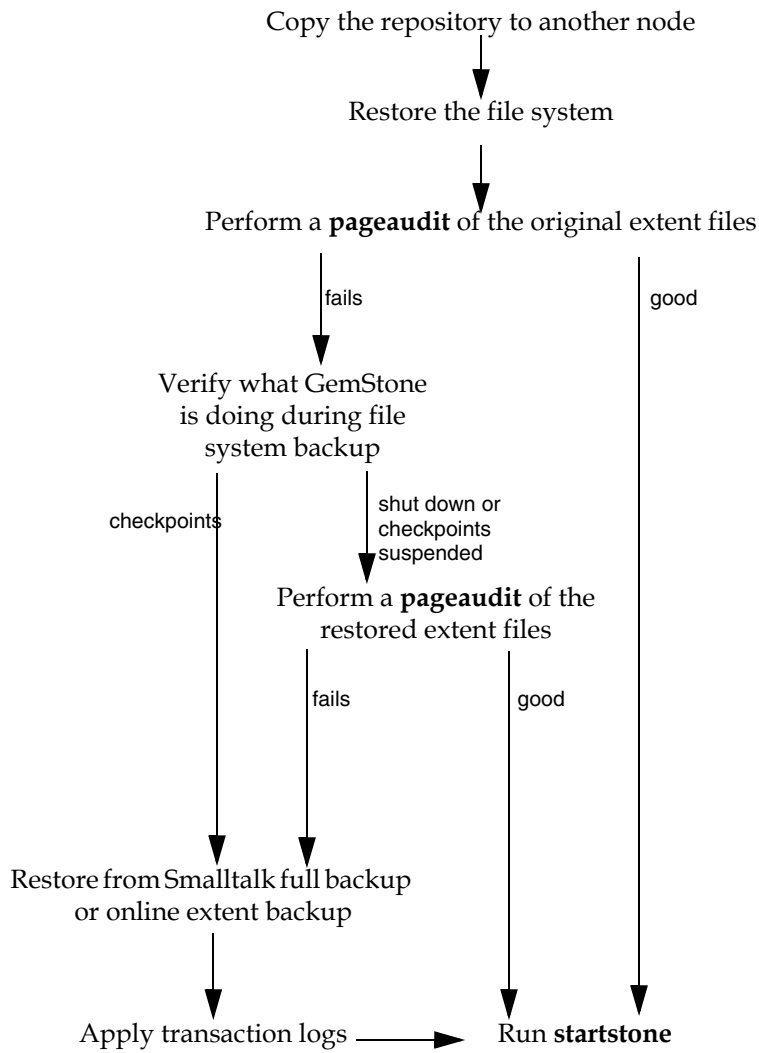 Copy the repository to another node
Restore the file system
Perform a pageaudit of the original extent files
fails
good
Verify what GemStone
is doing during file
system backup
checkpoints
shut down or
checkpoints
suspended
Perform a pageaudit of the
restored extent files
fails
good
Restore from Smalltalk full backup
or online extent backup
Apply transaction logs
Run startstone